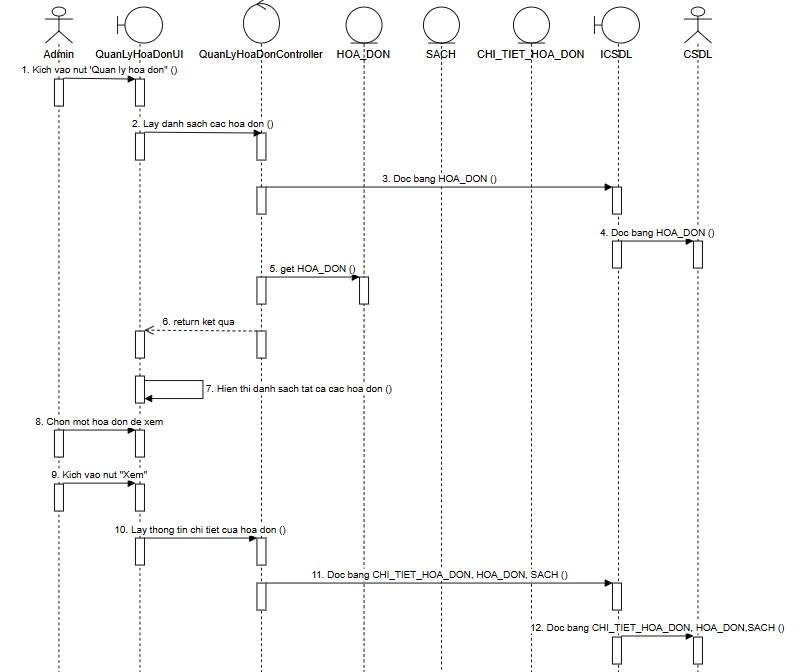 Admin
QuanLyHoaDonUI
QuanLyHoaDonController
HOA_DON
SACH
CHI_TIET_HOA_DON
ICSDL
CSDL
1. Kich vao nut 'Quan ly hoa don" ()
2. Lay danh sach cac hoa don ()
3. Doc bang HOA_DON ()
4. Doc bang HOA_DON ()
5. get HOA_DON ()
6. return ket qua
7. Hien thi danh sach tat ca cac hoa don ()
8. Chon mot hoa don de xem
9. Kich vao nut "Xem"
10. Lay thong tin chi tiet cua hoa don ()
11. Doc bang CHI_TIET_HOA_DON, HOA_DON, SACH ()
12. Doc bang CHI_TIET_HOA_DON, HOA_DON,SACH ()